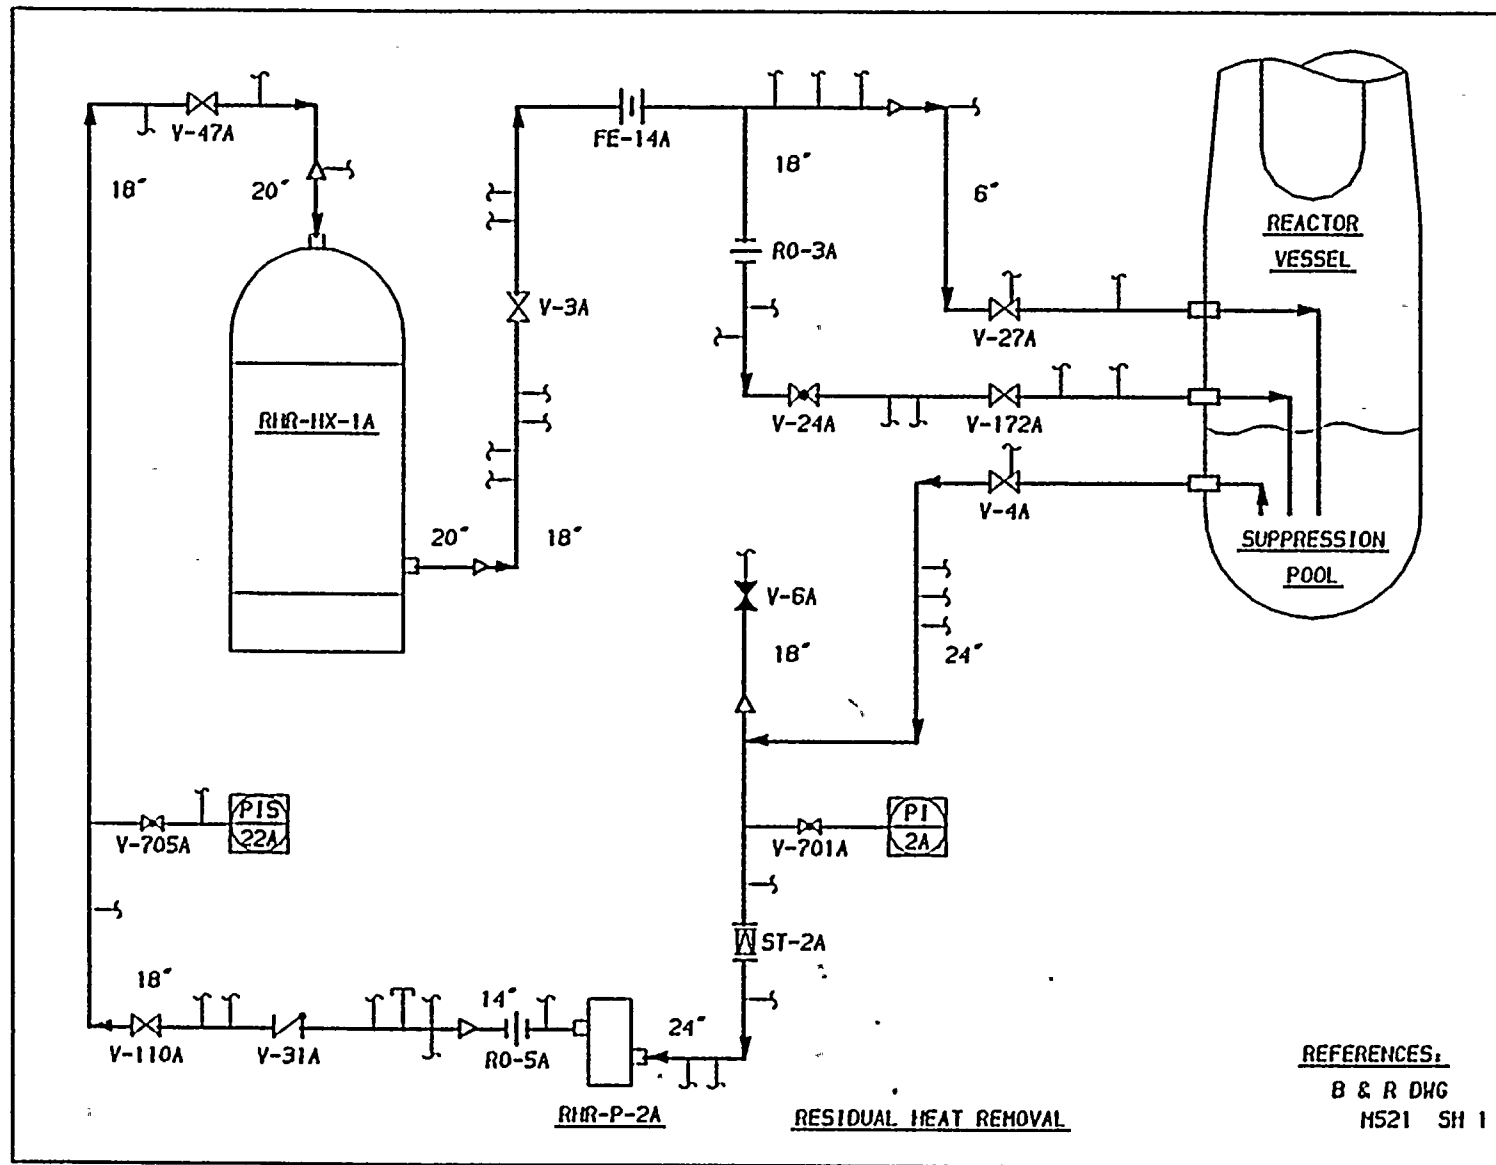 V-47A
FE-14A
18"
20"
18"
6"
REACTOR
VESSEL
RO-3A
V-3A
V-27A
RHR-HX-1A
V-24A
V-172A
V-4A
20"
18"
SUPPRESSION
POOL
V-6A
18"
24"
PIS
22A
V-705A
PI
2A
V-701A
ST-2A
18"
14"
24"
V-110A
V-31A
RO-5A
RHR-P-2A
RESIDUAL HEAT REMOVAL
REFERENCES:
B & R DWG
M521 SH 1